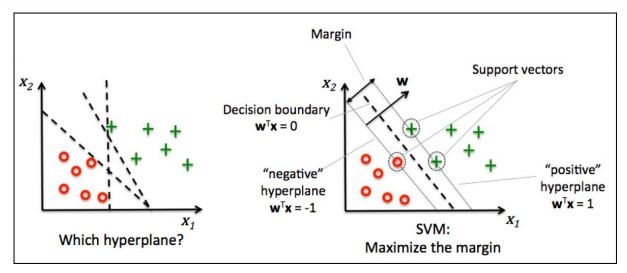 x2
x1
Which hyperplane?
Margin
x2
w
Support vectors
Decision boundary
wTx = 0
“negative”
hyperplane
wTx = -1
“positive”
hyperplane
wTx = 1
x1
SVM:
Maximize the margin